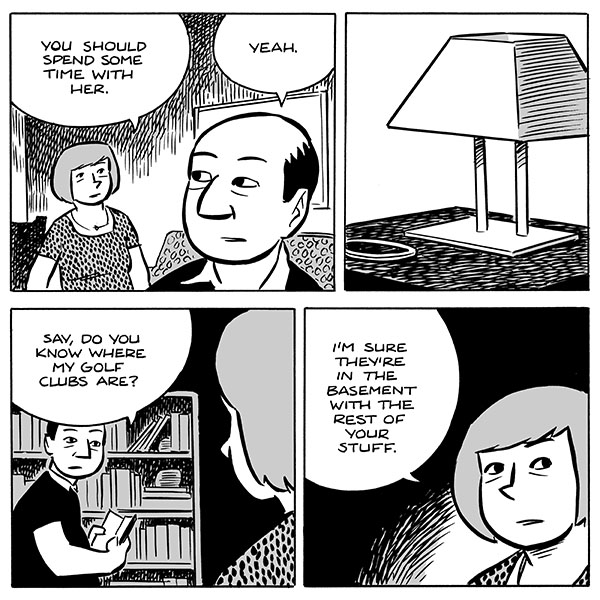 YOU SHOULD
SPEND SOME
TIME WITH
HER.
YEAH.
SAY, DO YOU
KNOW WHERE
MY GOLF
CLUBS ARE?
I'M SURE
THEY'RE
IN THE
BASEMENT
WITH THE
REST OF
YOUR
STUFF.